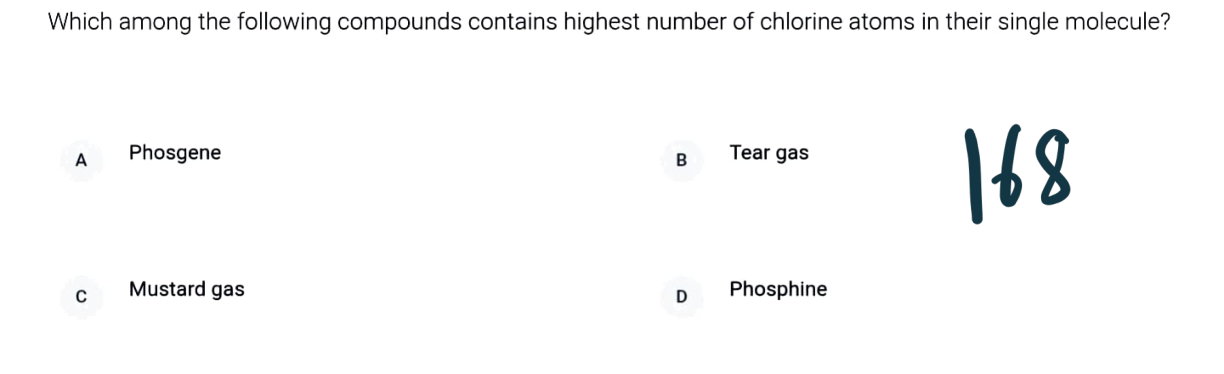 Which among the following compounds contains highest number of chlorine atoms in their single molecule?
A Phosgene
B Tear gas
168
C Mustard gas
D Phosphine